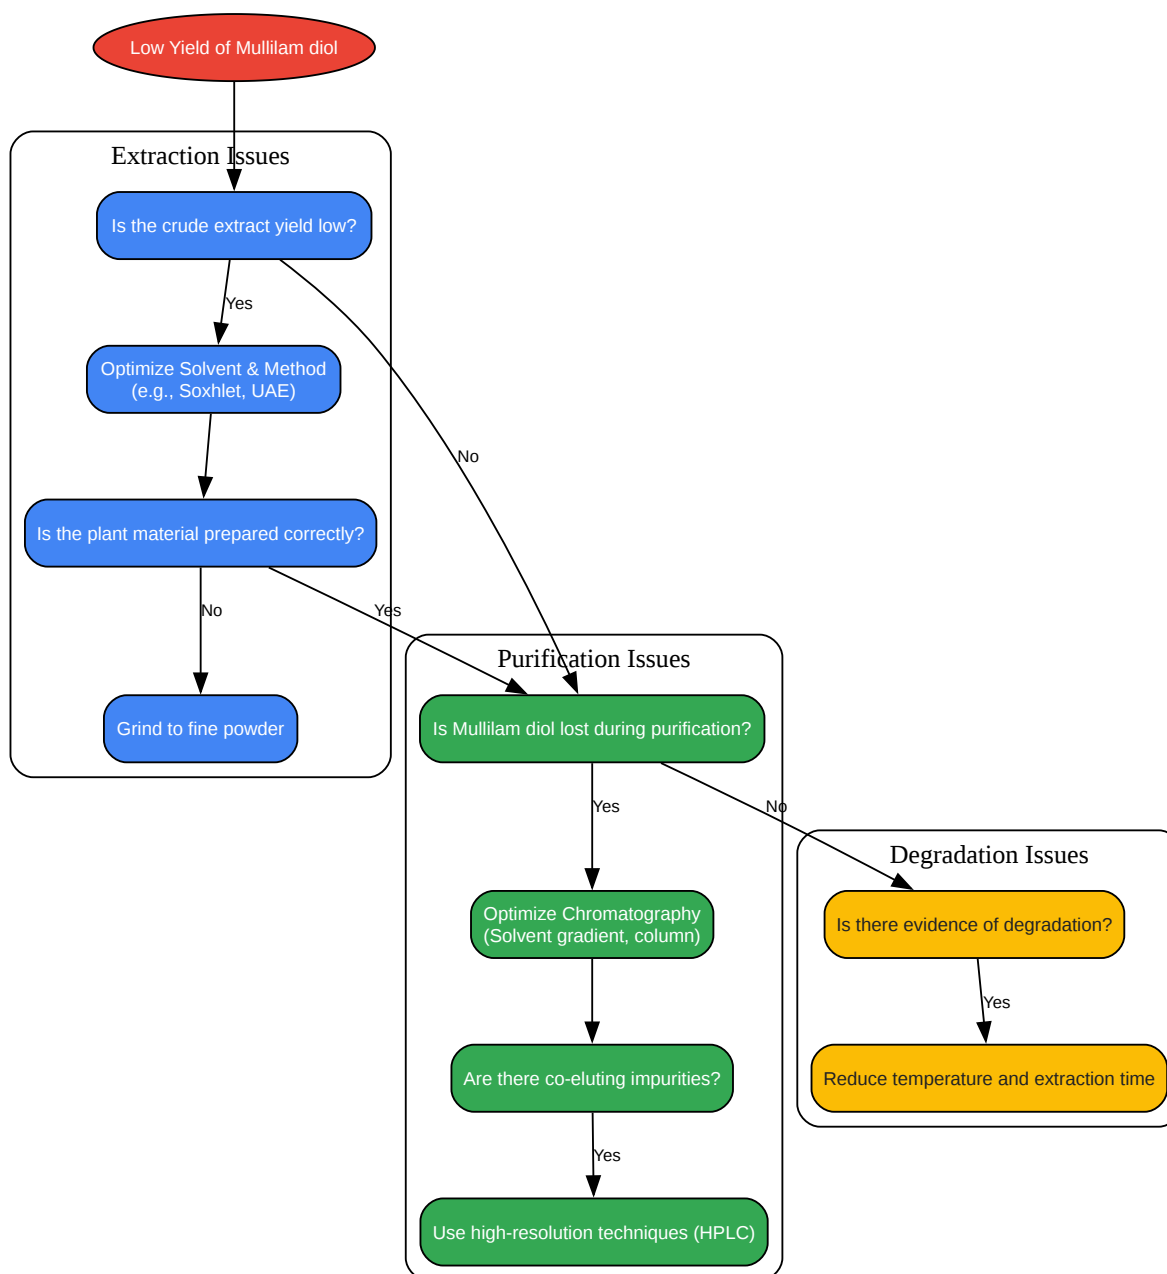 Low Yield of Mullilam diol
Extraction Issues
Is the crude extract yield low?
Yes
Optimize Solvent & Method
(e.g., Soxhlet, UAE)
No
Is the plant material prepared correctly?
No
Yes
Grind to fine powder
Purification Issues
Is Mullilam diol lost during purification?
Yes
No
Optimize Chromatography
(Solvent gradient, column)
Are there co-eluting impurities?
Yes
Use high-resolution techniques (HPLC)
Degradation Issues
Is there evidence of degradation?
Yes
Reduce temperature and extraction time